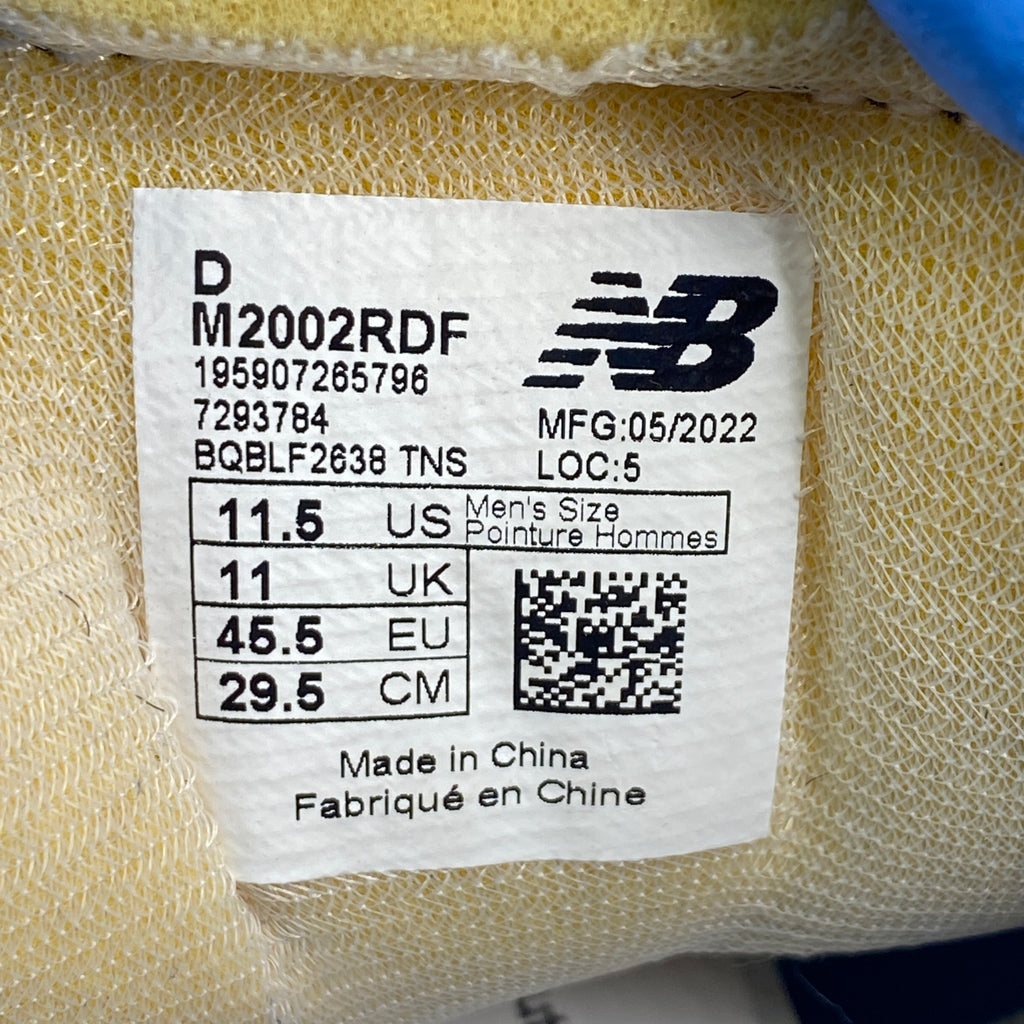 D
M2002RDF
195907265796
7293784
BQBLF2638 TNS
NB
MFG:05/2022
LOC:5
11.5 US Men's Size
Pointure Hommes
11 UK
45.5 EU
29.5 CM
Made in China
Fabriqué en Chine